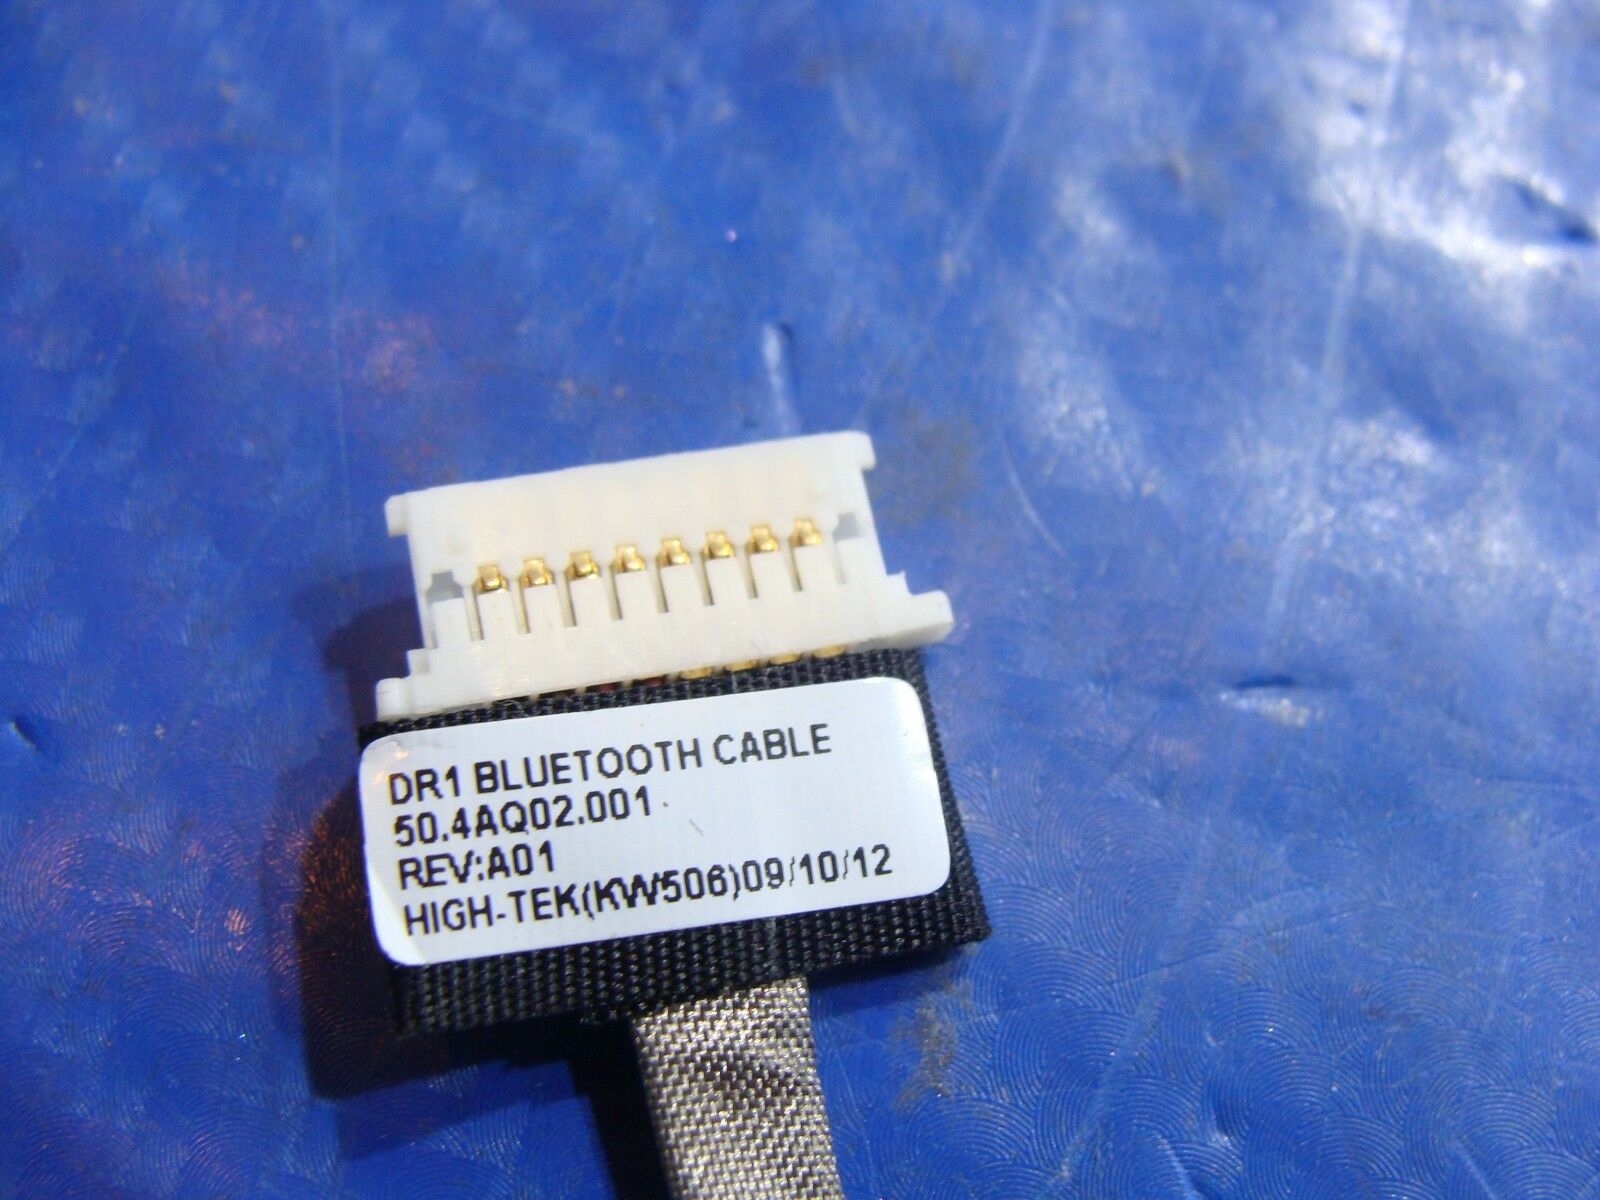 DR1 BLUETOOTH CABLE
50.4AQ02.001
REV:A01
HIGH-TEK(KW506)09/10/12